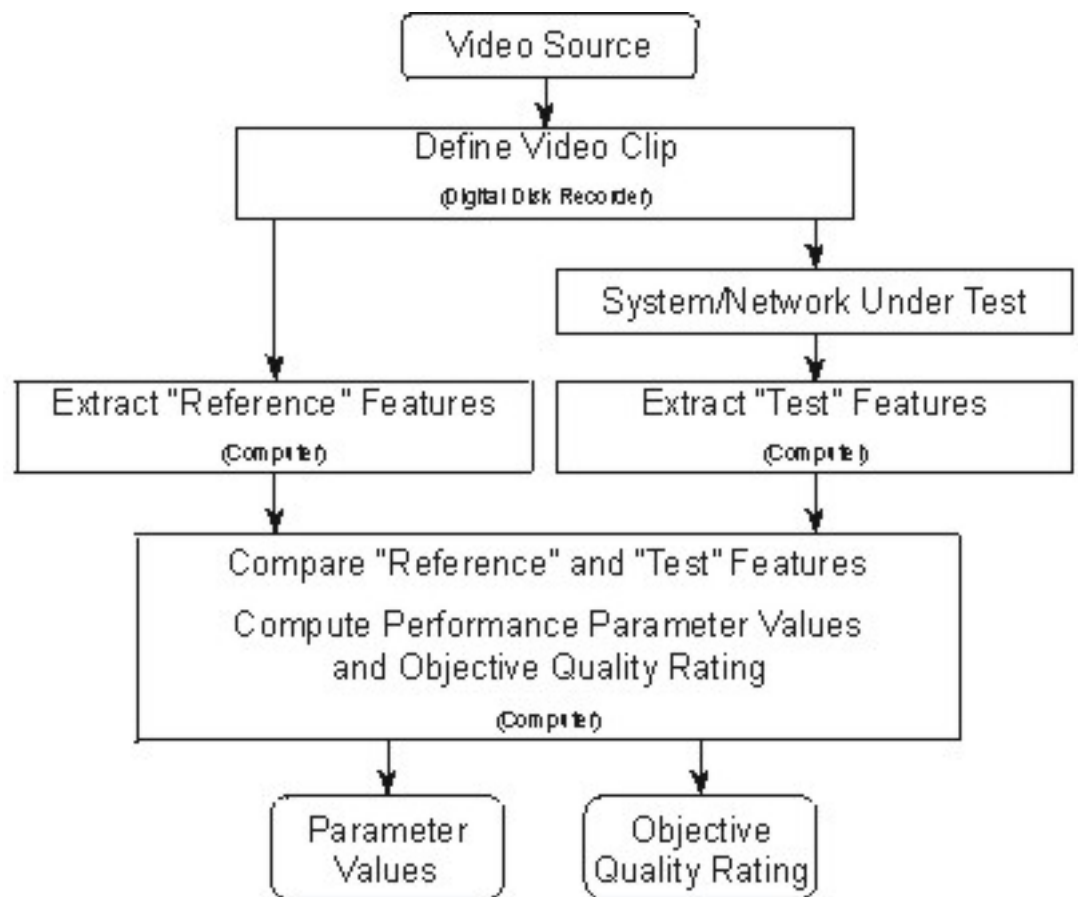 Video Source
Define Video Clip
(Digital Disk Recorder)
System/Network Under Test
Extract "Reference" Features
(Computer)
Extract "Test" Features
(Computer)
Compare "Reference" and "Test" Features
Compute Performance Parameter Values
and Objective Quality Rating
(Computer)
Parameter
Values
Objective
Quality Rating